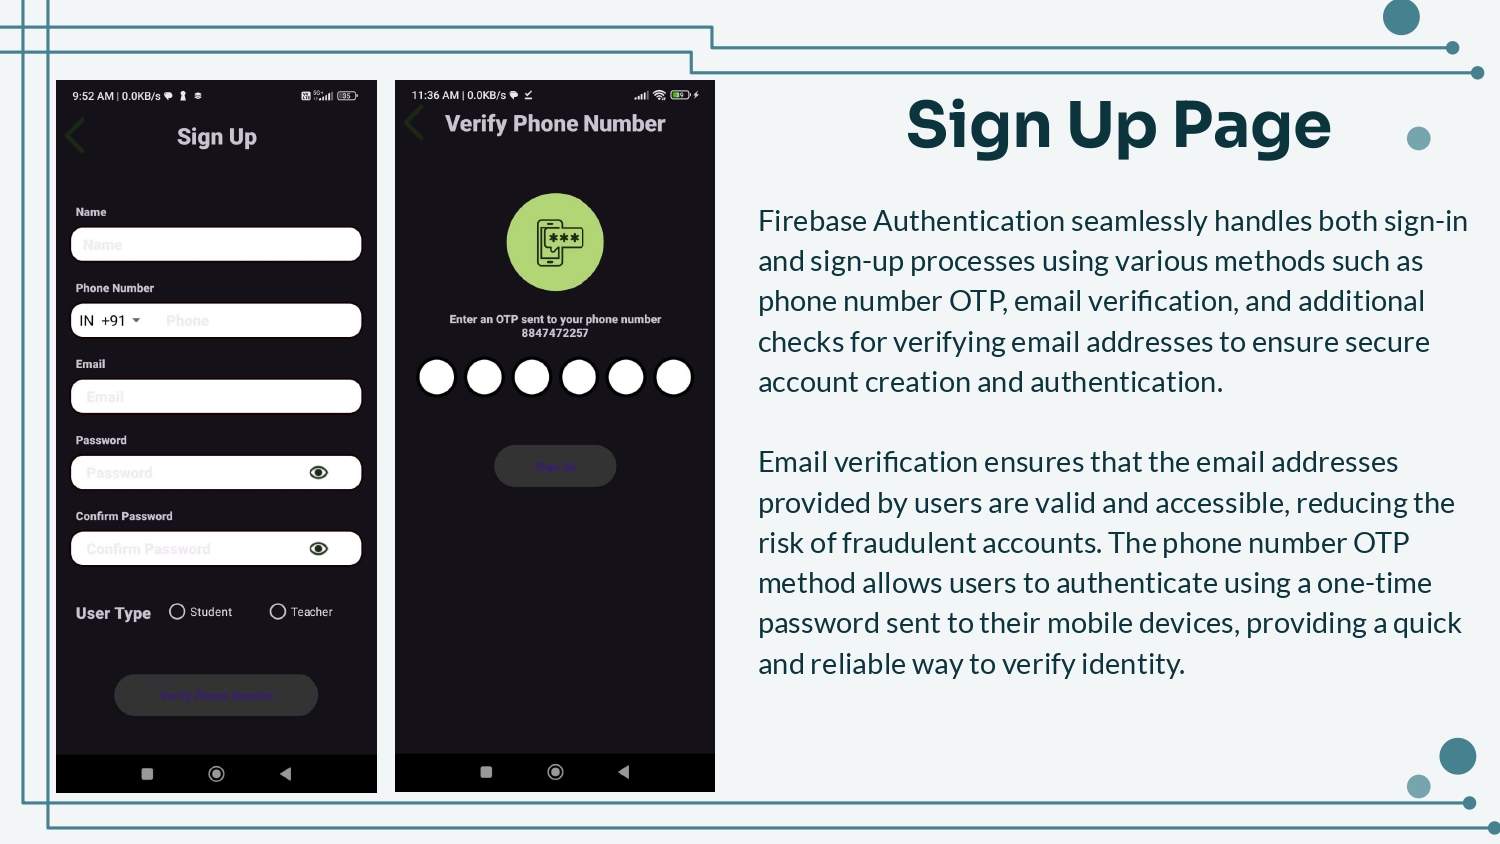 9:52 AM | 0.0KB/s
Sign Up
Name
Name
Phone Number
IN +91
Phone
Email
Email
Password
Password
Confirm Password
Confirm Password
User Type
Student
Teacher
Verify Phone Number
11:36 AM | 0.0KB/s
Verify Phone Number
***
Enter an OTP sent to your phone number
8847472257
Sign Up
Sign Up Page
Firebase Authentication seamlessly handles both sign-in
and sign-up processes using various methods such as
phone number OTP, email verification, and additional
checks for verifying email addresses to ensure secure
account creation and authentication.
Email verification ensures that the email addresses
provided by users are valid and accessible, reducing the
risk of fraudulent accounts. The phone number OTP
method allows users to authenticate using a one-time
password sent to their mobile devices, providing a quick
and reliable way to verify identity.